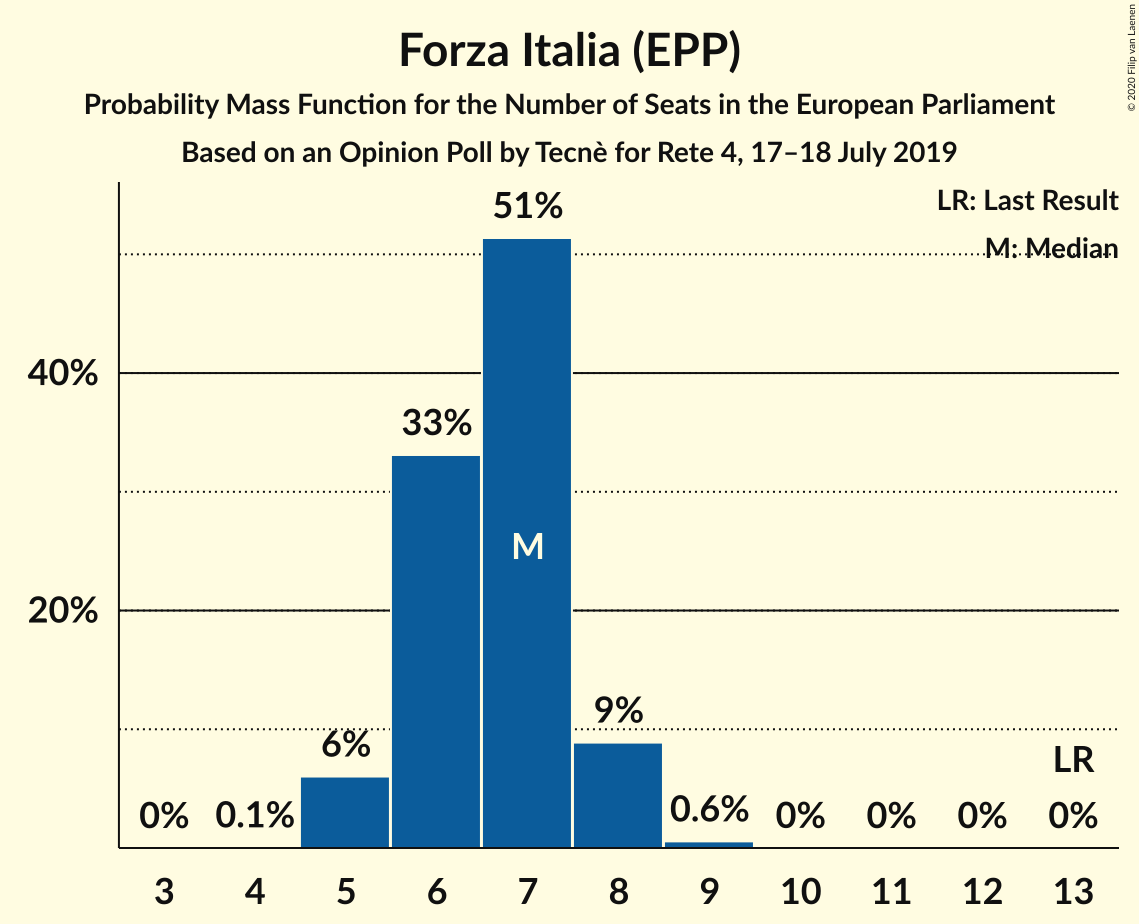 Forza Italia (EPP)
Probability Mass Function for the Number of Seats in the European Parliament
Based on an Opinion Poll by Tecnè for Rete 4, 17–18 July 2019
© 2020 Filip van Laenen
LR: Last Result
M: Median
51%
40%
33%
M
20%
9%
6%
LR
0% 0.1% 0.6% 0% 0% 0% 0%
3 4 5 6 7 8 9 10 11 12 13